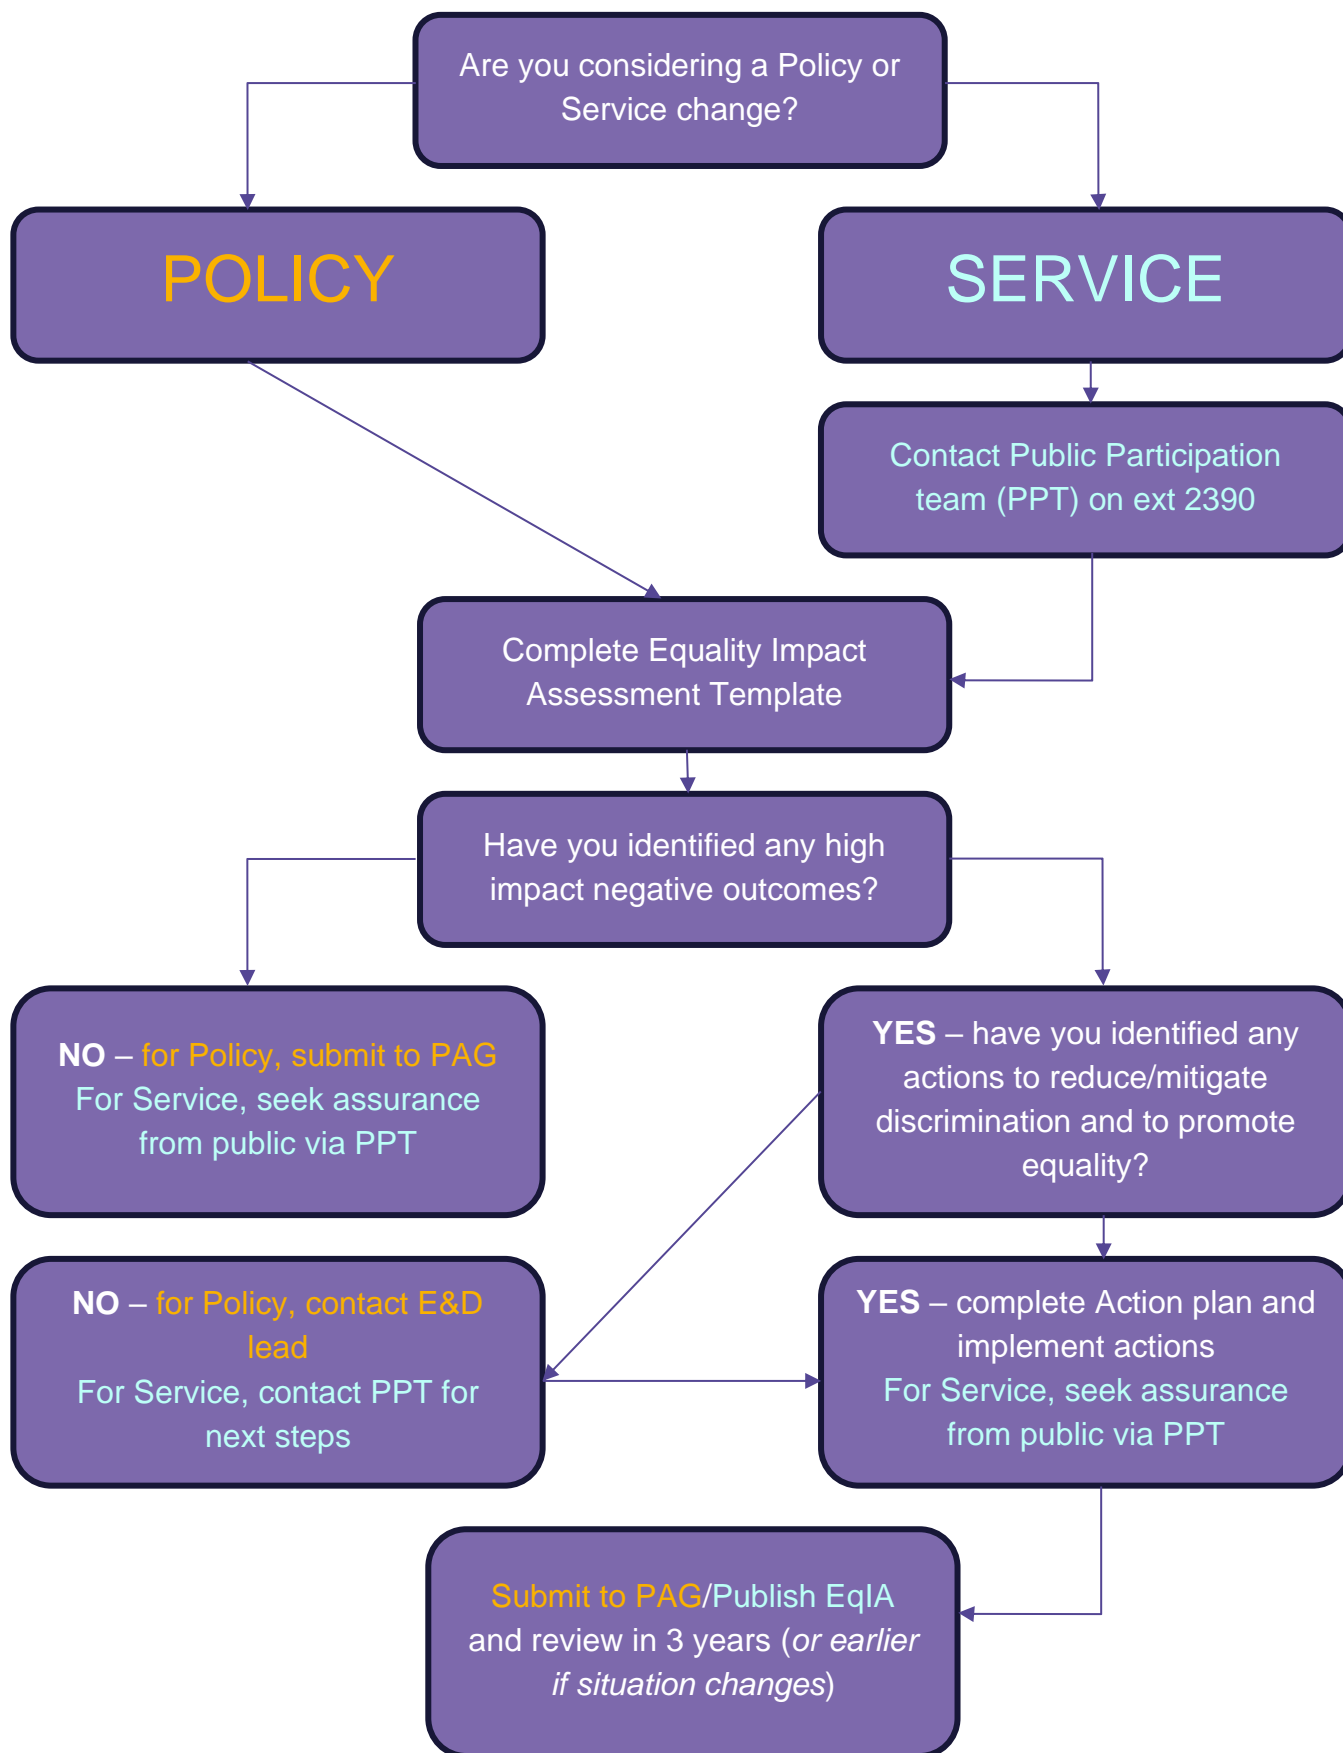 Are you considering a Policy or
Service change?
POLICY
SERVICE
Contact Public Participation
team (PPT) on ext 2390
Complete Equality Impact
Assessment Template
Have you identified any high
impact negative outcomes?
NO – for Policy, submit to PAG
For Service, seek assurance
from public via PPT
YES – have you identified any
actions to reduce/mitigate
discrimination and to promote
equality?
NO – for Policy, contact E&D
lead
For Service, contact PPT for
next steps
YES – complete Action plan and
implement actions
For Service, seek assurance
from public via PPT
Submit to PAG/Publish EqIA
and review in 3 years (or earlier
if situation changes)